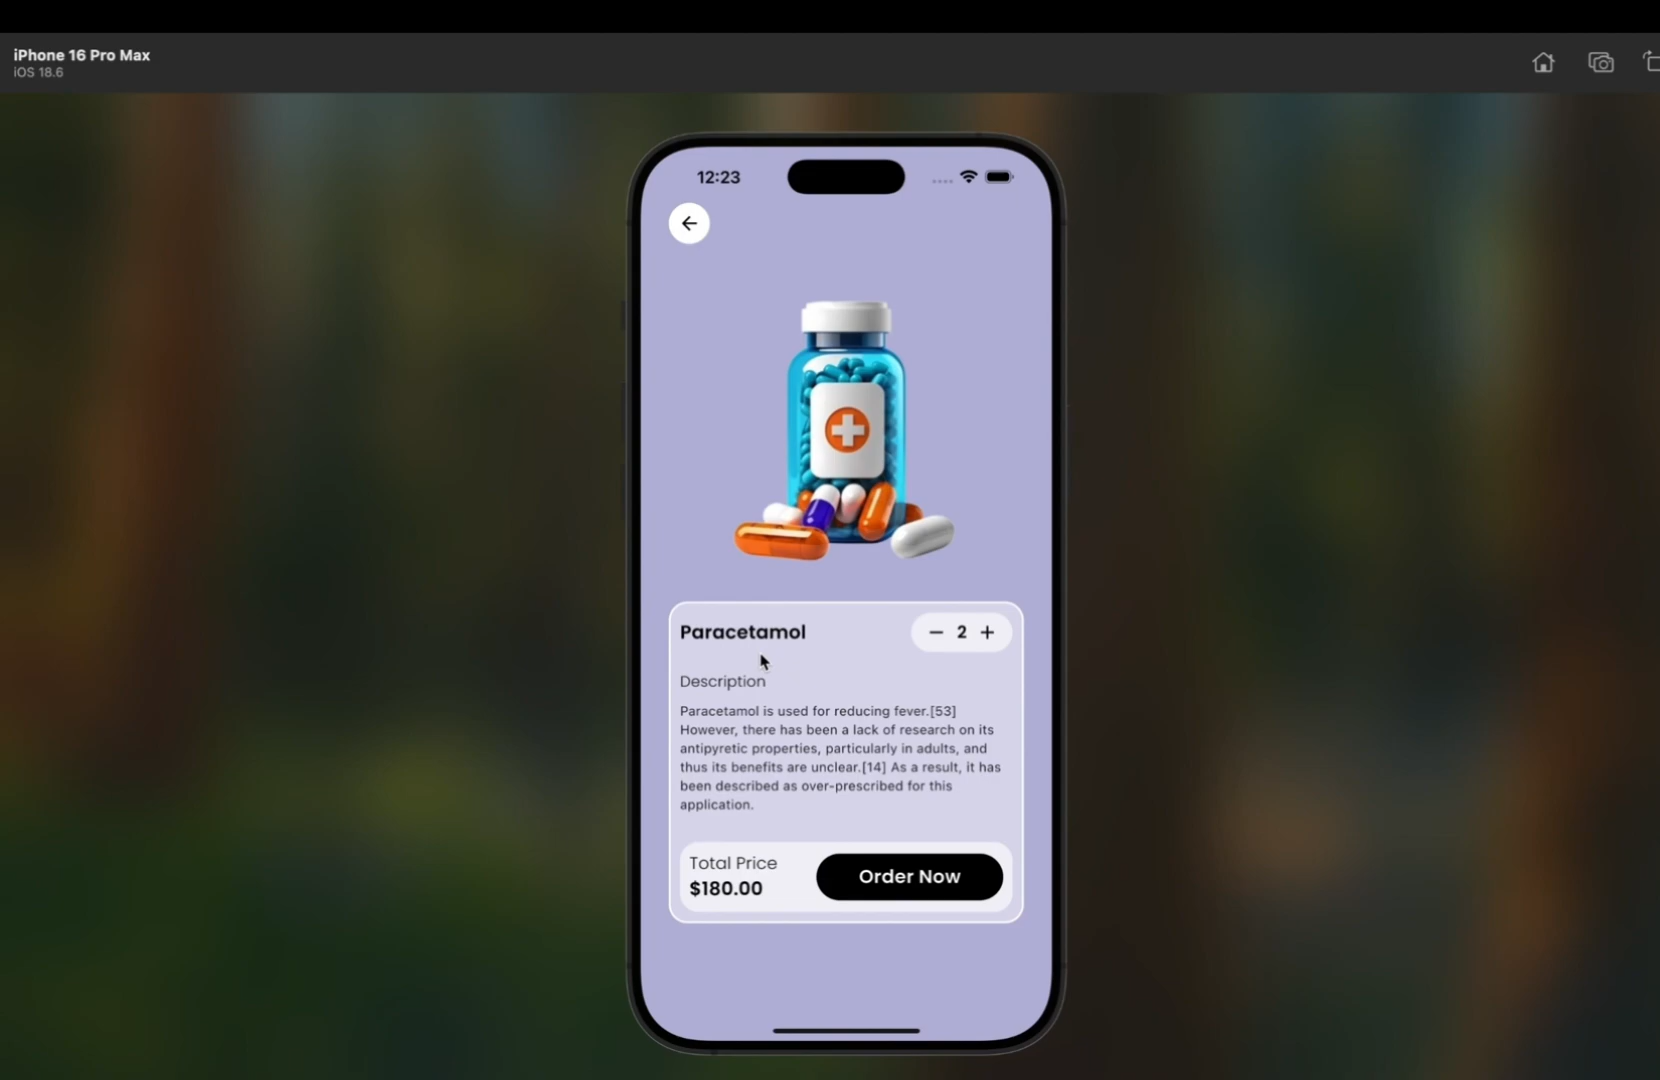 iPhone 16 Pro Max
iOS 18.6
12:23
Paracetamol
− 2 +
Description
Paracetamol is used for reducing fever.[53]
However, there has been a lack of research on its
antipyretic properties, particularly in adults, and
thus its benefits are unclear.[14] As a result, it has
been described as over-prescribed for this
application.
Total Price
$180.00
Order Now